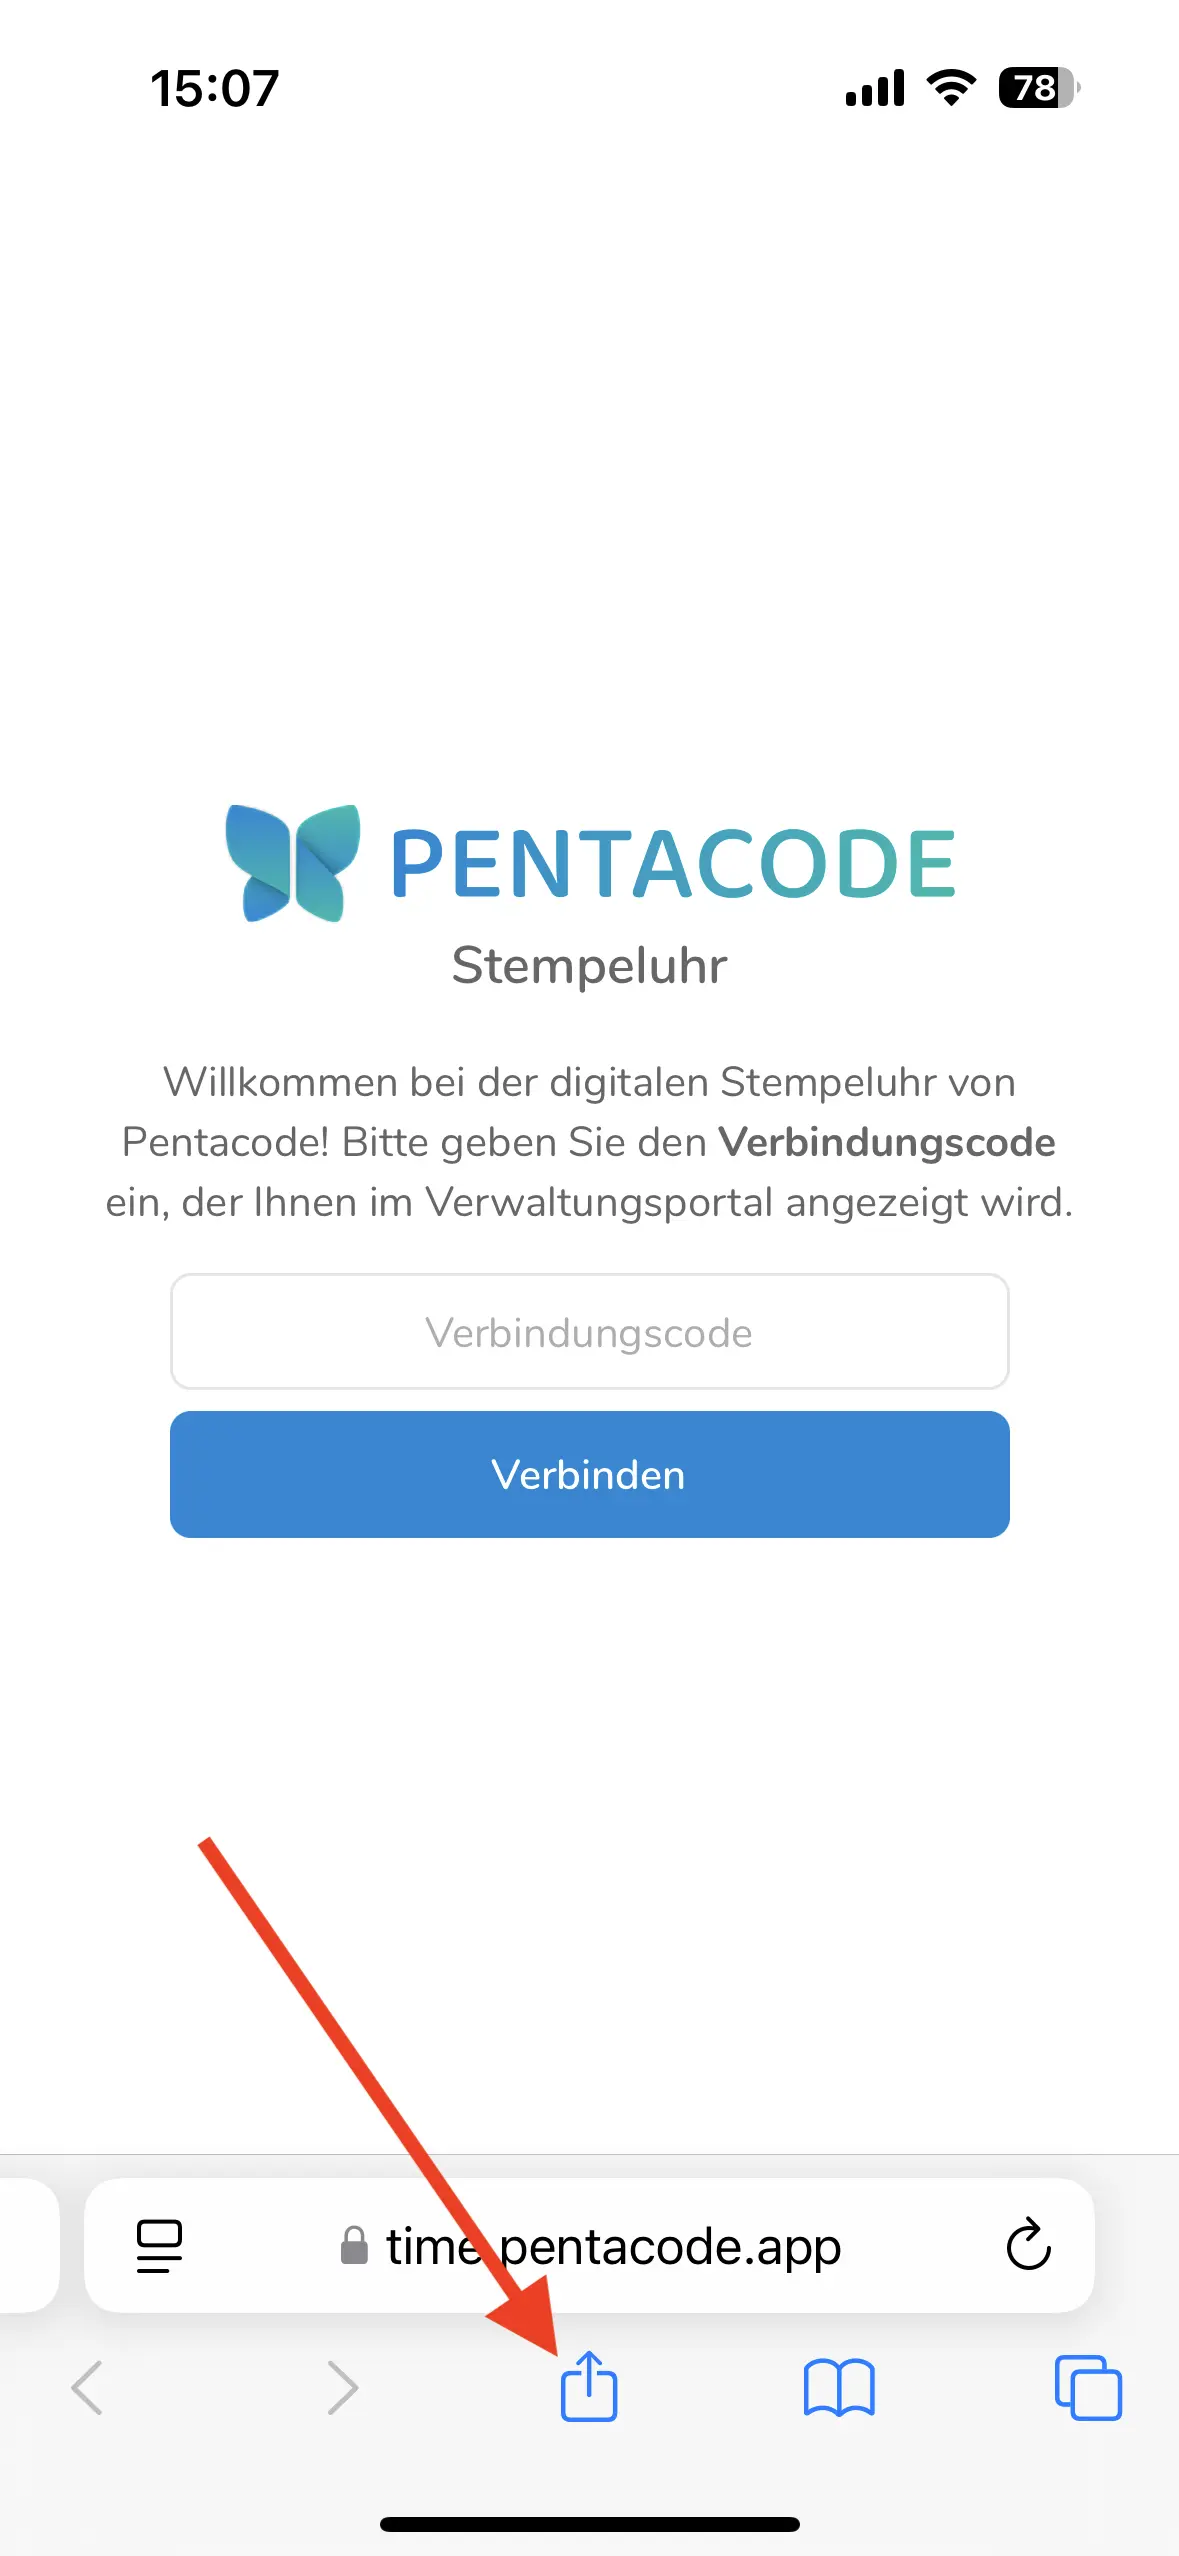 15:07
78
PENTACODE
Stempeluhr
Willkommen bei der digitalen Stempeluhr von
Pentacode! Bitte geben Sie den Verbindungscode
ein, der Ihnen im Verwaltungsportal angezeigt wird.
Verbindungscode
Verbinden
time.pentacode.app